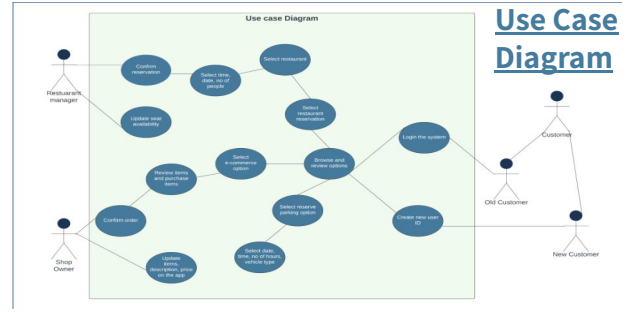 Use case Diagram
Use Case
Diagram
Restuarant
manager
Confirm
reservation
Select time,
date, no of
people
Select restaurant
Update sear
availability
Select
restaurant
reservation
Login the system
Customer
Select
e-commerce
option
Browse and
review options
Review items
and purchase
items
Old Customer
Select reserve
parking option
Create new user
ID
Confirm order
New Customer
Shop
Owner
Update
items,
description, price
on the app
Select date,
time, no of hours,
vehicle type